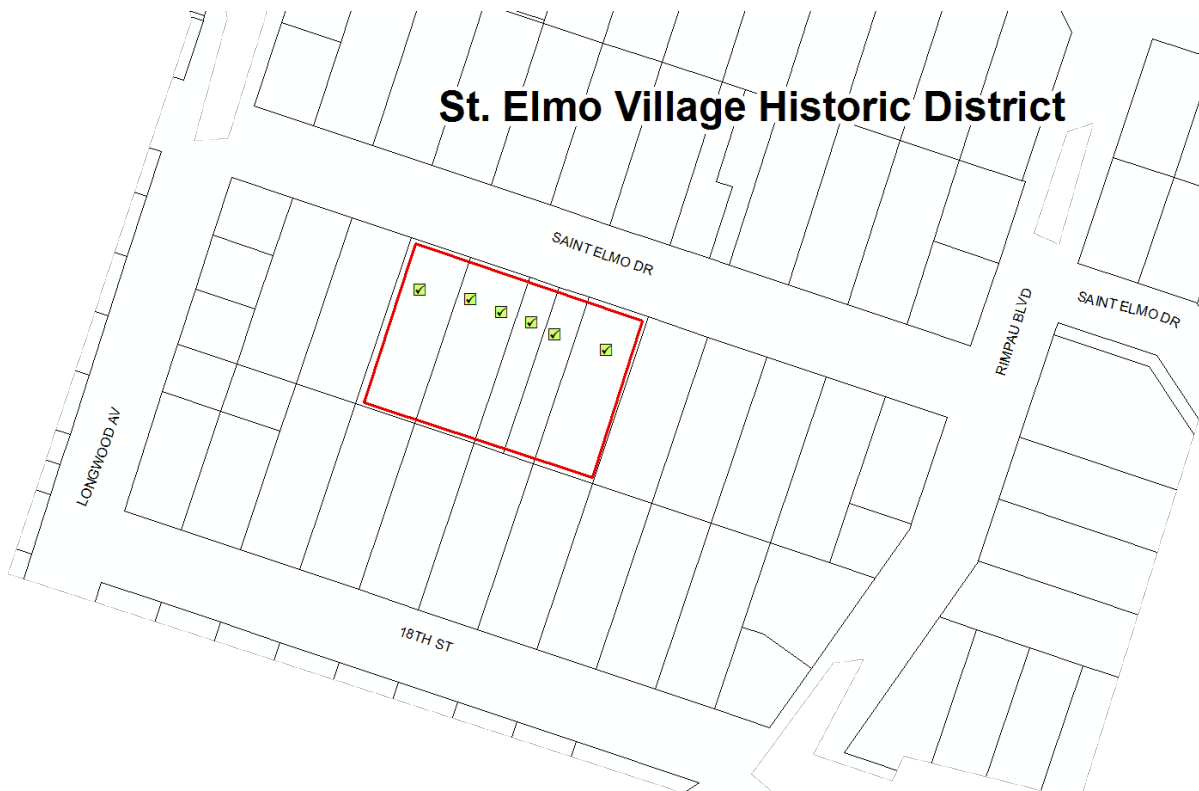 St. Elmo Village Historic District
SAINT ELMO DR
SAINT ELMO DR
RIMPAU BLVD
LONGWOOD AV
18TH ST